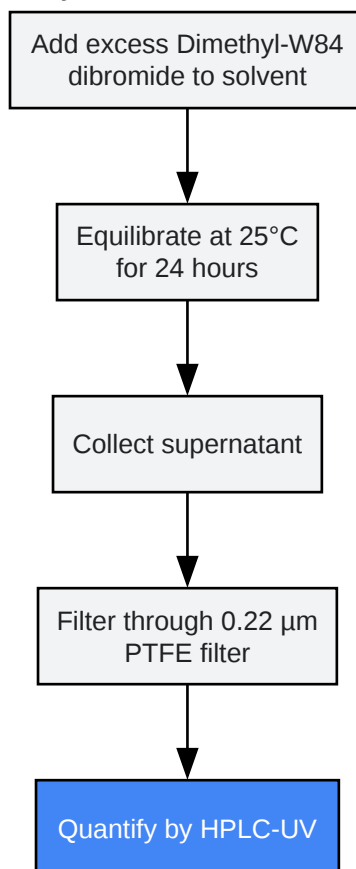 Add excess Dimethyl-W84
dibromide to solvent
Equilibrate at 25°C
for 24 hours
Collect supernatant
Filter through 0.22 µm
PTFE filter
Quantify by HPLC-UV